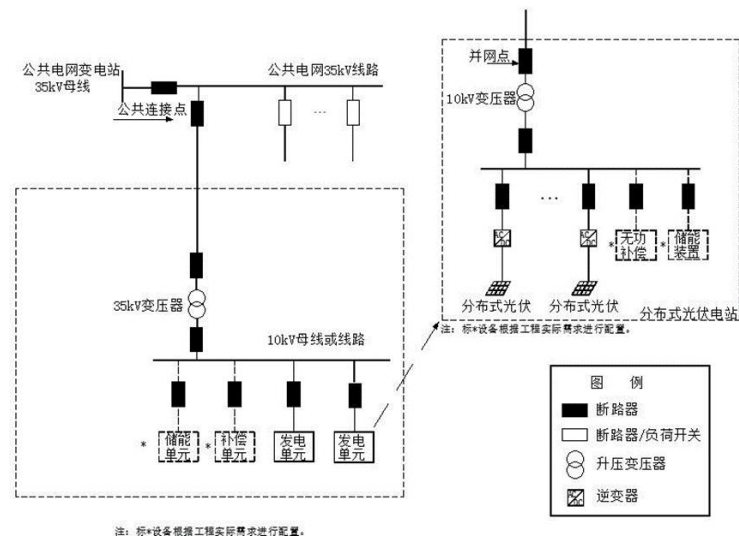 公共电网变电站
35kV母线
公共电网35kV线路
公共连接点
...
35kV变压器
10kV母线或线路
*
储能
单元
*
补偿
单元
发电
单元
发电
单元
注: 标*设备根据工程实际需求进行配置。
并网点
10kV变压器
...
AC
DC
AC
DC
*
无功
补偿
*
储能
装置
分布式光伏
分布式光伏
分布式光伏电站
注: 标*设备根据工程实际需求进行配置。
图 例
断路器
断路器/负荷开关
升压变压器
AC
DC
逆变器